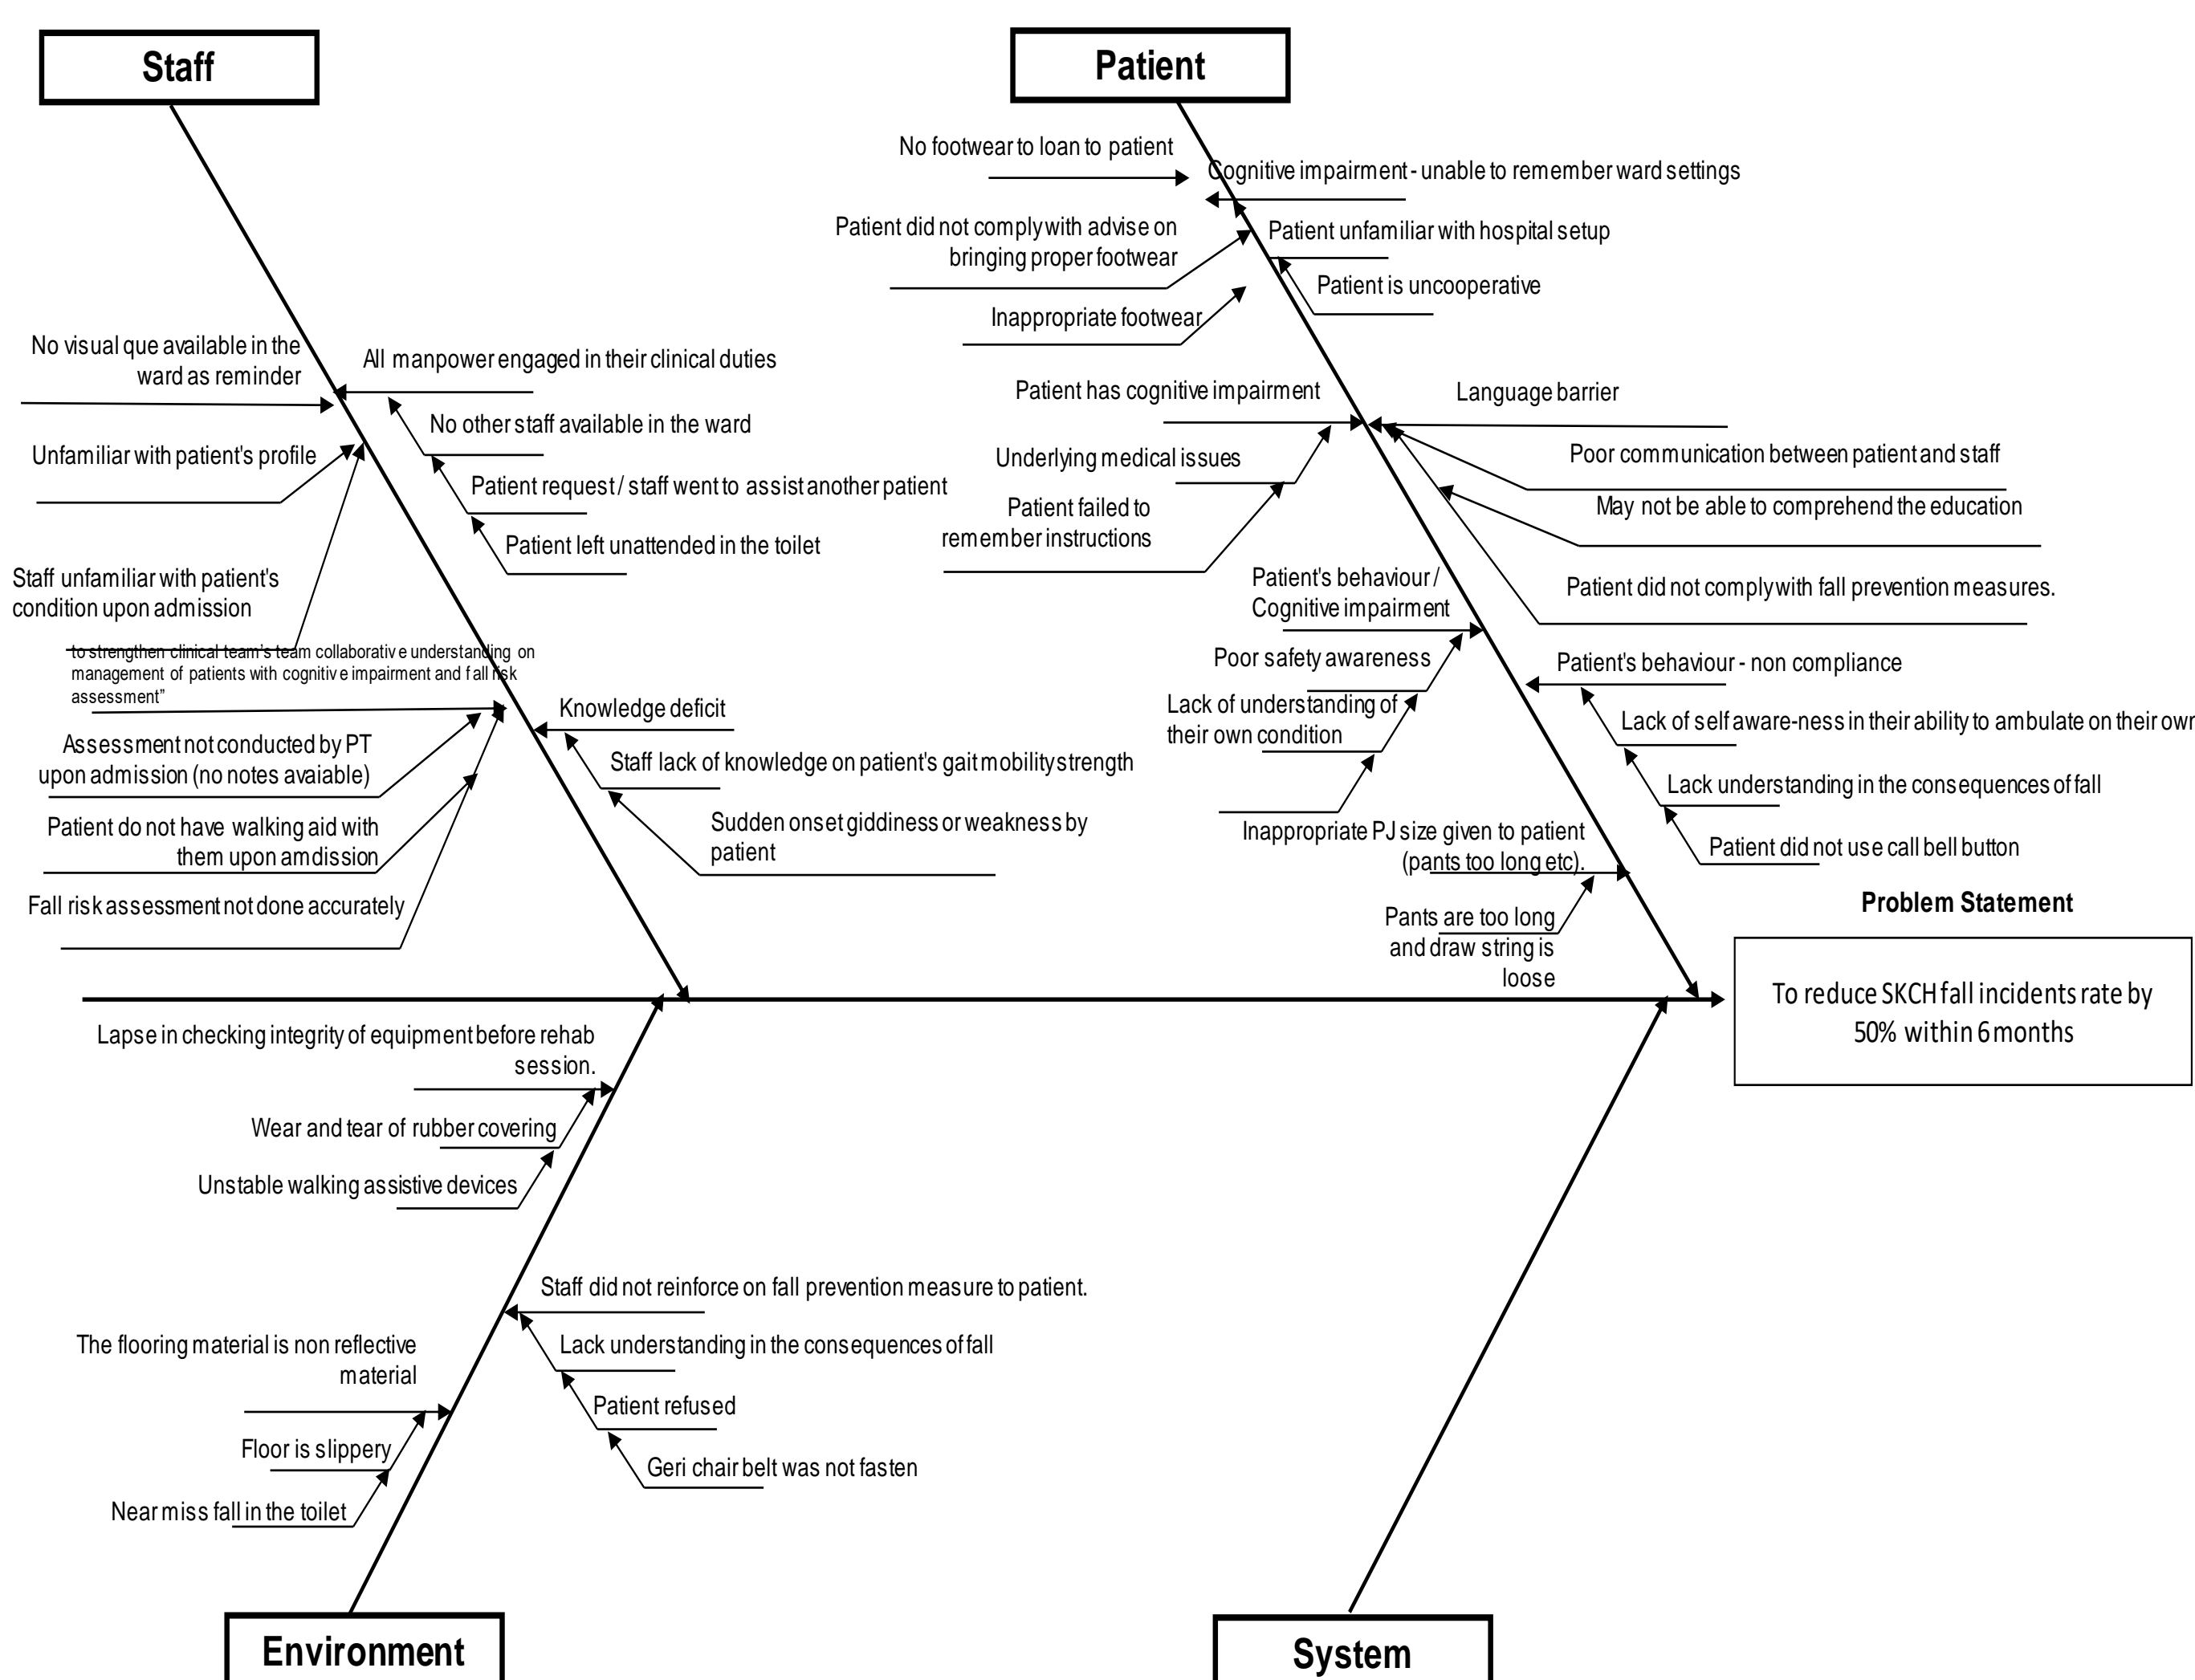 Staff
Patient
No footwear to loan to patient
Cognitive impairment - unable to remember ward settings
Patient did not comply with advise on
bringing proper footwear
Patient unfamiliar with hospital setup
Patient is uncooperative
Inappropriate footwear
No visual que available in the
ward as reminder
All manpower engaged in their clinical duties
No other staff available in the ward
Unfamiliar with patient's profile
Patient request / staff went to assist another patient
Patient left unattended in the toilet
Staff unfamiliar with patient's
condition upon admission
to strengthen clinical team's team collaborative understanding on
management of patients with cognitive impairment and fall risk
assessment”
Knowledge deficit
Assessment not conducted by PT
upon admission (no notes avaiable)
Staff lack of knowledge on patient's gait mobility strength
Patient do not have walking aid with
them upon amdission
Sudden onset giddiness or weakness by
patient
Fall risk assessment not done accurately
Patient has cognitive impairment
Language barrier
Underlying medical issues
Poor communication between patient and staff
Patient failed to
remember instructions
May not be able to comprehend the education
Patient's behaviour /
Cognitive impairment
Patient did not comply with fall prevention measures.
Poor safety awareness
Patient's behaviour - non compliance
Lack of understanding of
their own condition
Lack of self aware-ness in their ability to ambulate on their own
Lack understanding in the consequences of fall
Inappropriate PJ size given to patient
(pants too long etc).
Patient did not use call bell button
Pants are too long
and draw string is
loose
Problem Statement
To reduce SKCH fall incidents rate by
50% within 6 months
Lapse in checking integrity of equipment before rehab
session.
Wear and tear of rubber covering
Unstable walking assistive devices
Staff did not reinforce on fall prevention measure to patient.
The flooring material is non reflective
material
Lack understanding in the consequences of fall
Patient refused
Floor is slippery
Geri chair belt was not fasten
Near miss fall in the toilet
Environment
System